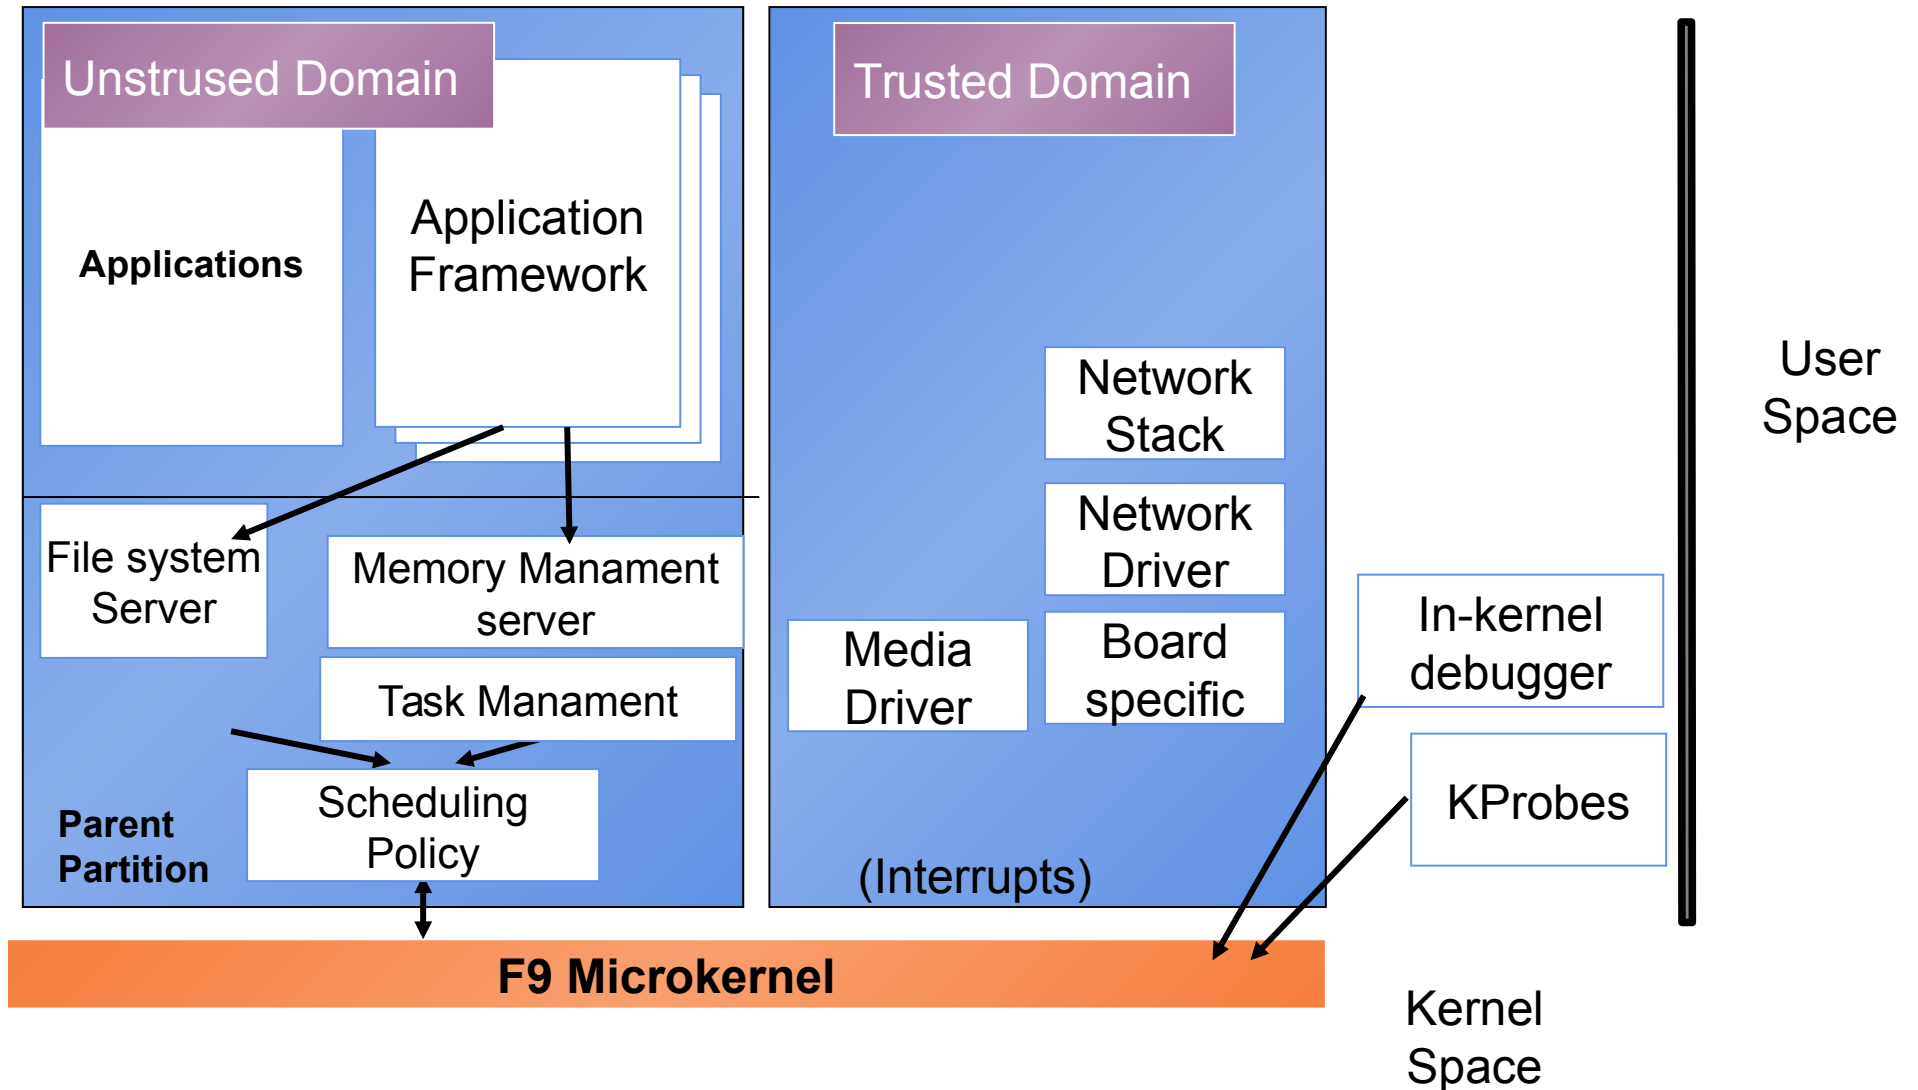 Unstrused Domain
Trusted Domain
Applications
Application
Framework
Network
Stack
User
Space
Network
Driver
File system
Server
Memory Manament
server
In-kernel
debugger
Media
Driver
Board
specific
Task Manament
Scheduling
Policy
KProbes
Parent
Partition
(Interrupts)
F9 Microkernel
Kernel
Space